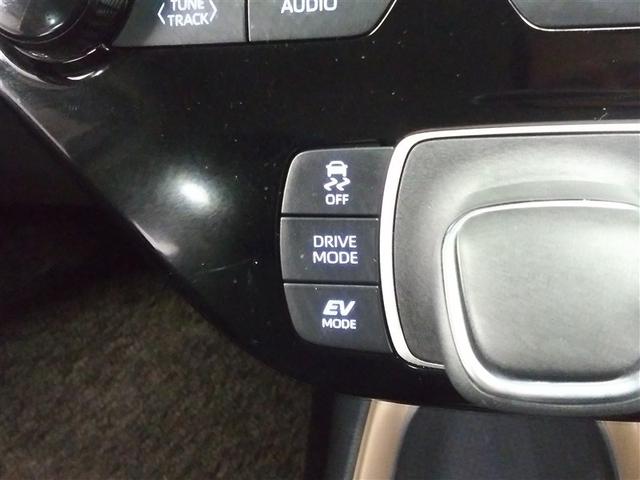 TUNE
TRACK
AUDIO
OFF
DRIVE
MODE
EV
MODE